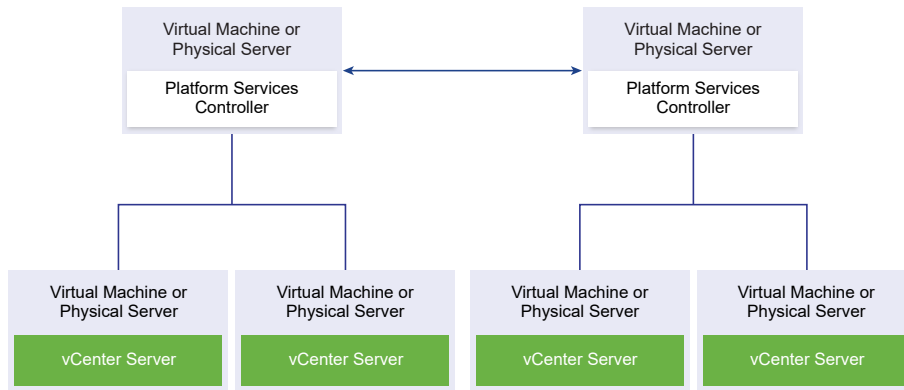 Virtual Machine or
Physical Server
Platform Services
Controller
Virtual Machine or
Physical Server
Platform Services
Controller
Virtual Machine or
Physical Server
vCenter Server
Virtual Machine or
Physical Server
vCenter Server
Virtual Machine or
Physical Server
vCenter Server
Virtual Machine or
Physical Server
vCenter Server